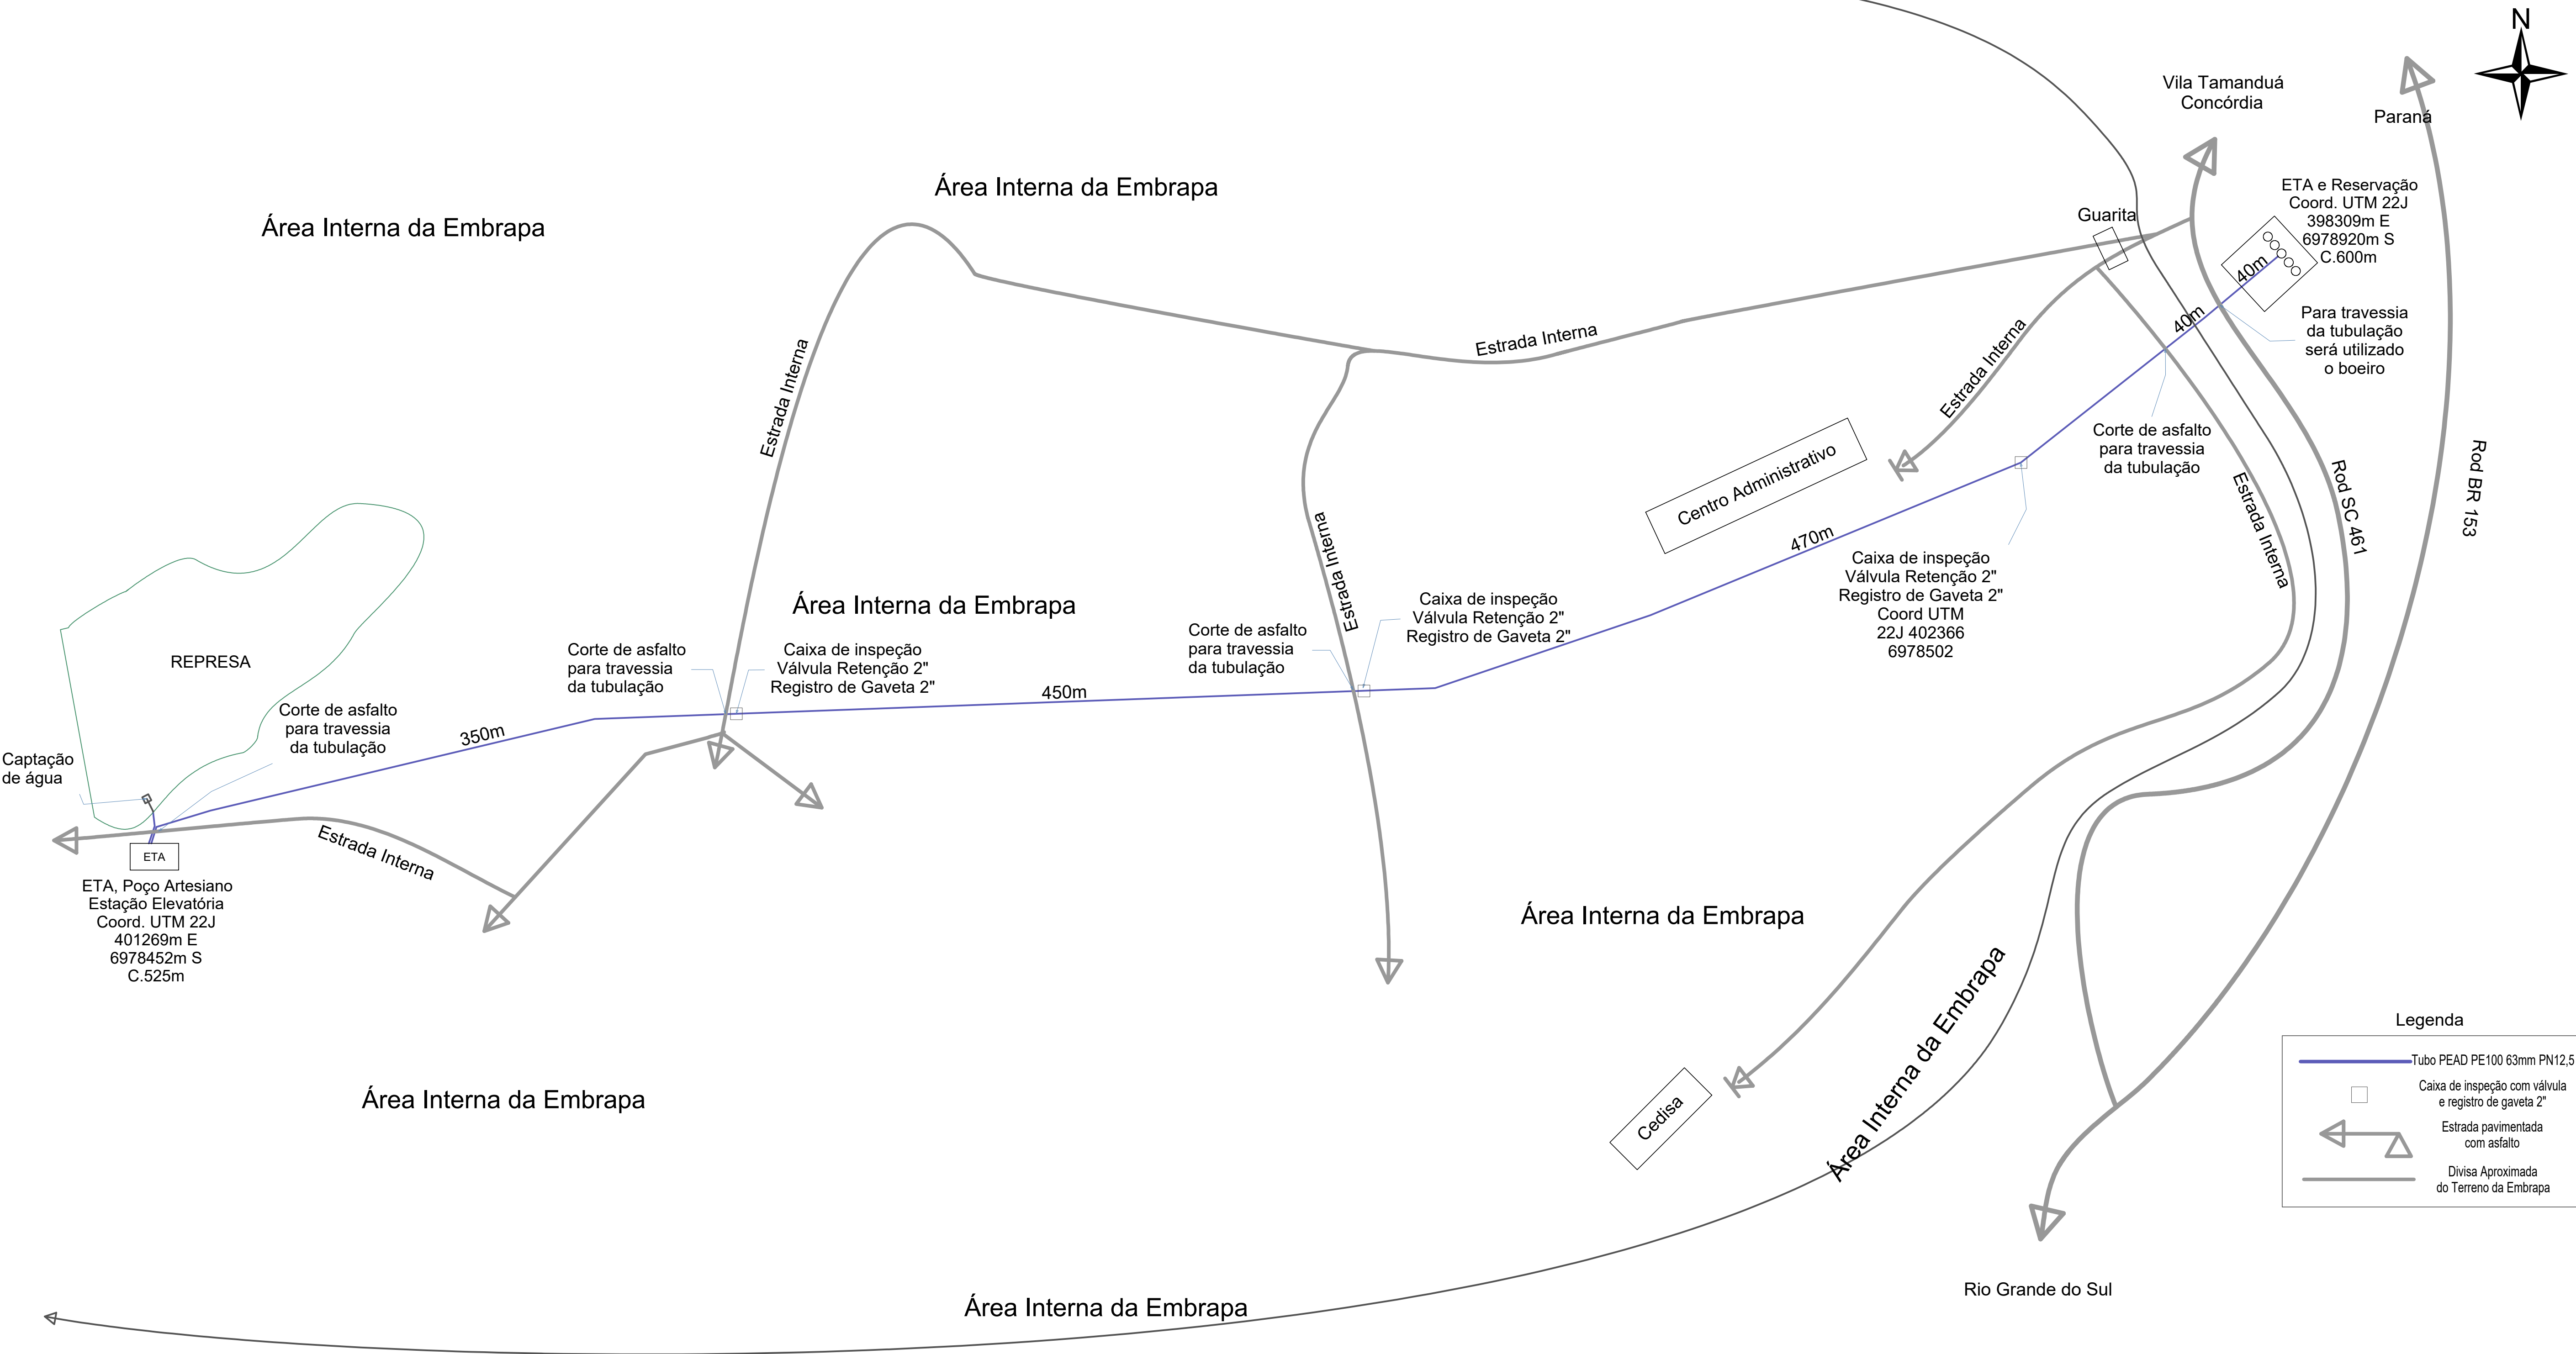 N
Vila Tamanduá
Concórdia
Paraná
Área Interna da Embrapa
Área Interna da Embrapa
Guarita
ETA e Reservação
Coord. UTM 22J
398309m E
6978920m S
C.600m
40m
40m
Para travessia
da tubulação
será utilizado
o boeiro
Estrada Interna
Estrada Interna
Estrada Interna
Corte de asfalto
para travessia
da tubulação
Centro Administrativo
Rod BR 153
Rod SC 461
Estrada Interna
Estrada Interna
470m
Caixa de inspeção
Válvula Retenção 2"
Registro de Gaveta 2"
Coord UTM
22J 402366
6978502
Área Interna da Embrapa
Caixa de inspeção
Válvula Retenção 2"
Registro de Gaveta 2"
Corte de asfalto
para travessia
da tubulação
Corte de asfalto
para travessia
da tubulação
Caixa de inspeção
Válvula Retenção 2"
Registro de Gaveta 2"
450m
REPRESA
Corte de asfalto
para travessia
da tubulação
350m
Captação
de água
Estrada Interna
ETA
ETA, Poço Artesiano
Estação Elevatória
Coord. UTM 22J
401269m E
6978452m S
C.525m
Área Interna da Embrapa
Área Interna da Embrapa
Área Interna da Embrapa
Cedisa
Legenda
Tubo PEAD PE100 63mm PN12,5
Caixa de inspeção com válvula
e registro de gaveta 2"
Estrada pavimentada
com asfalto
Divisa Aproximada
do Terreno da Embrapa
Rio Grande do Sul
Área Interna da Embrapa